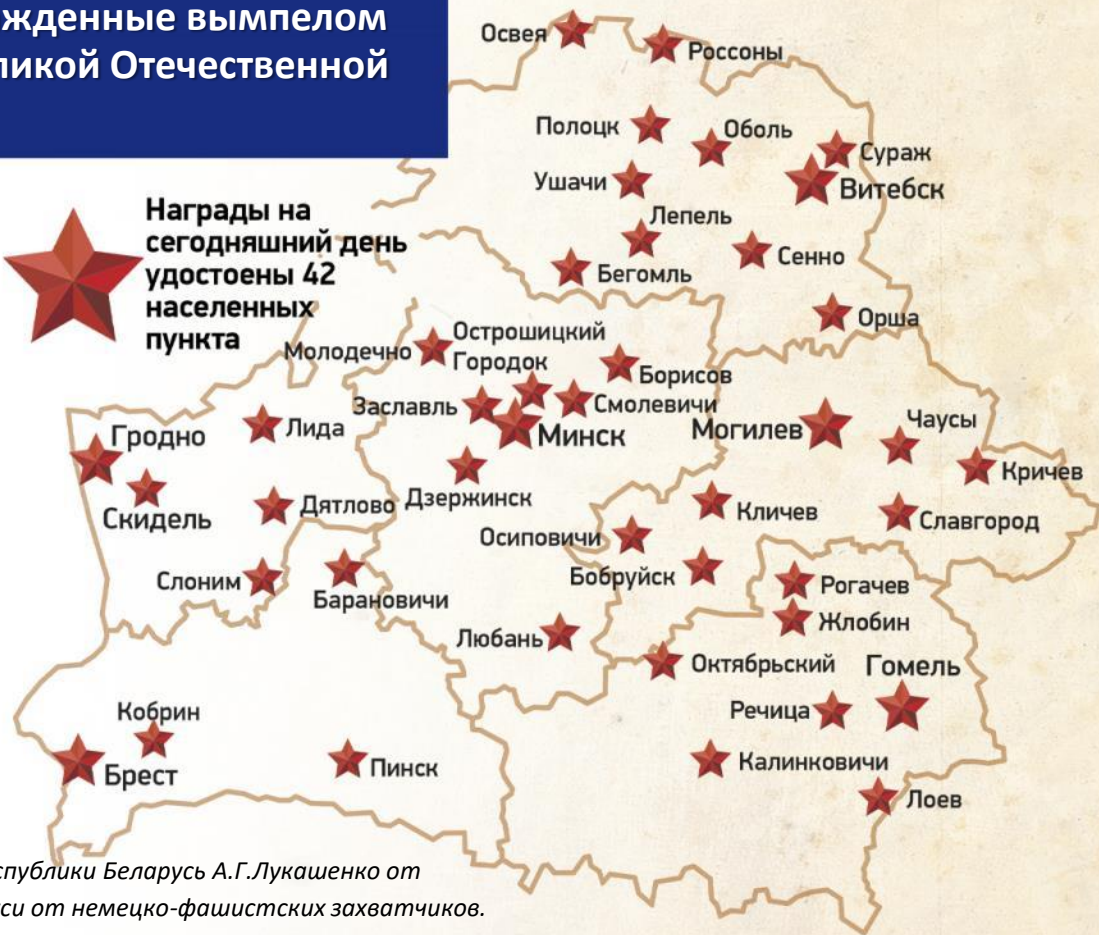 жденные вымпелом
ликой Отечественной
Награды на
сегодняшний день
удостоены 42
населенных
пункта
Освея
Россоны
Полоцк
Оболь
Сураж
Ушачи
Витебск
Лепель
Бегомль
Сенно
Орша
Молодечно
Острошицкий
Городок
Борисов
Заславль
Смолевичи
Минск
Могилев
Чаусы
Гродно
Лида
Кричев
Скидель
Дятлово
Дзержинск
Кличев
Славгород
Осиповичи
Слоним
Барановичи
Бобруйск
Рогачев
Жлобин
Любань
Октябрьский
Гомель
Кобрин
Речица
Брест
Пинск
Калинковичи
Лоев
спублики Беларусь А.Г.Лукашенко от
си от немецко-фашистских захватчиков.